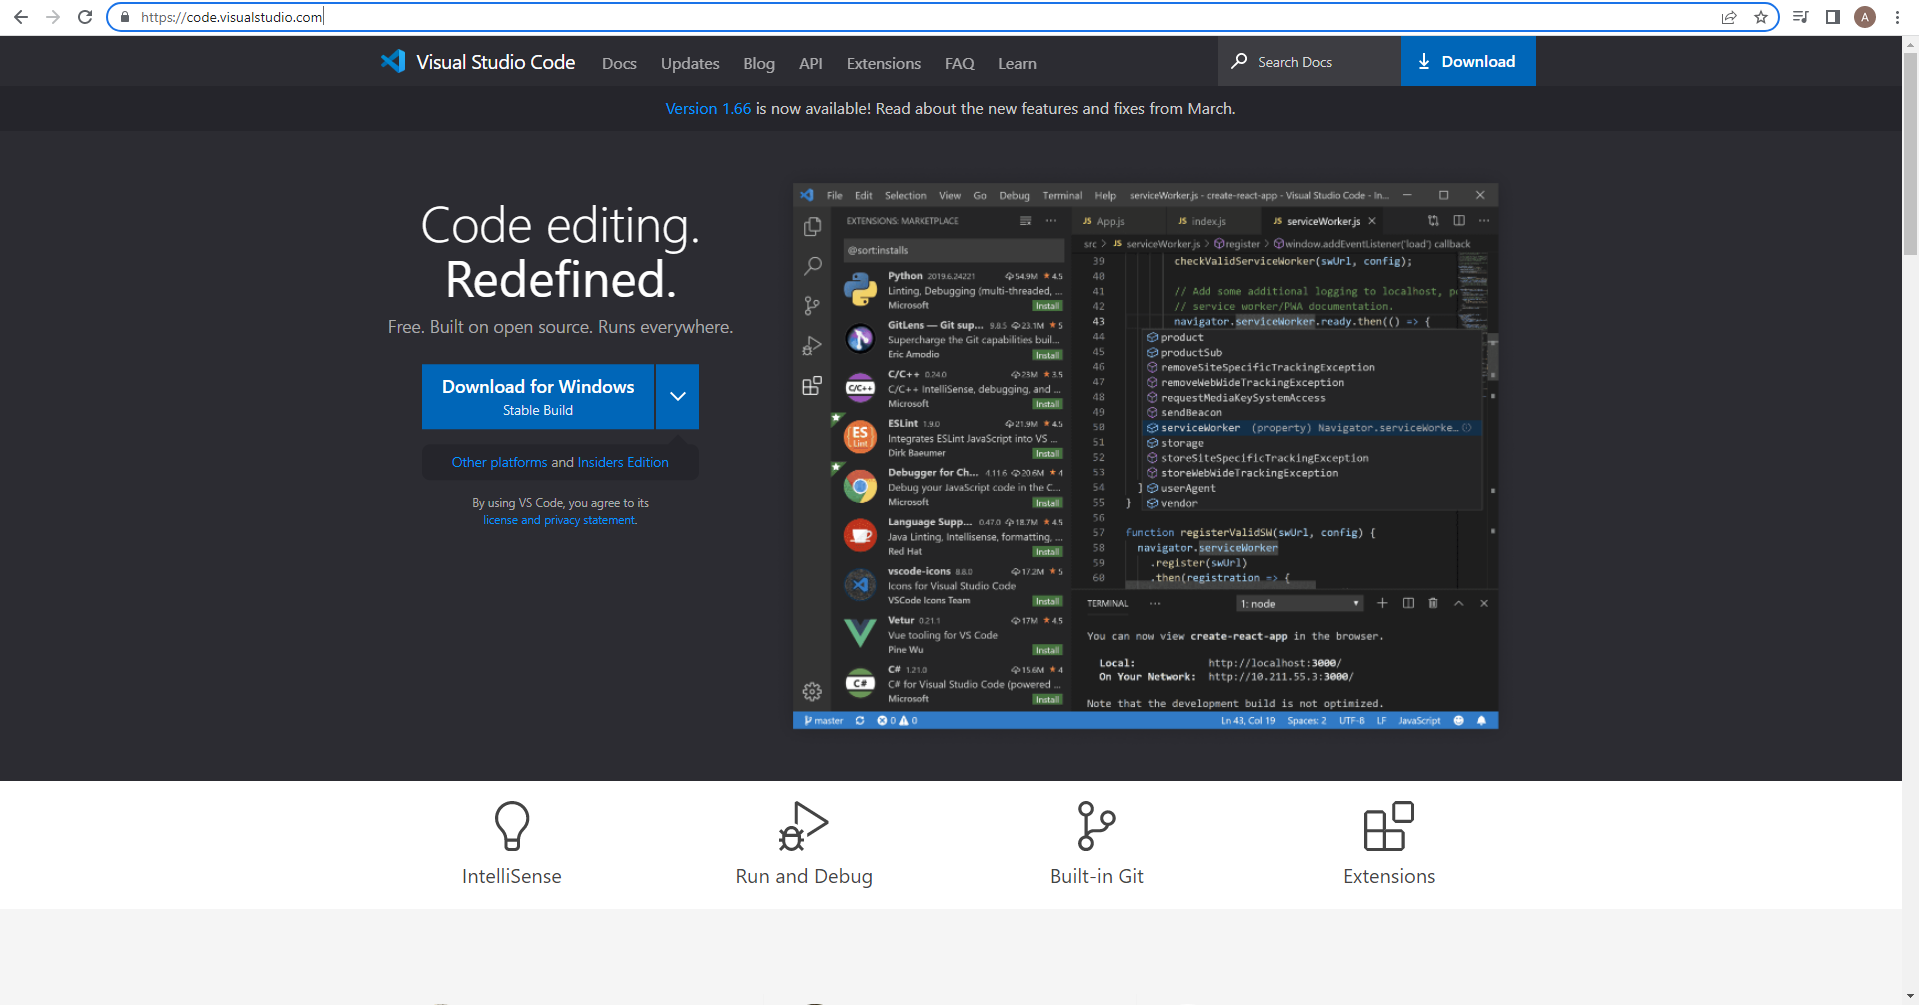 https://code.visualstudio.com
A
Visual Studio Code Docs Updates Blog API Extensions FAQ Learn Search Docs Download
Version 1.66 is now available! Read about the new features and fixes from March.
Code editing.
Redefined.
Free. Built on open source. Runs everywhere.
Download for Windows
Stable Build
Other platforms and Insiders Edition
By using VS Code, you agree to its
license and privacy statement.
File Edit Selection View Go Debug Terminal Help serviceWorker.js - create-react-app - Visual Studio Code - In...
EXTENSIONS: MARKETPLACE
@sort:installs
Python 2019.6.24221 54.9M 4.5
Linting, Debugging (multi-threaded, ...
Microsoft Install
GitLens — Git sup... 9.8.5 23.1M 5
Supercharge the Git capabilities buil...
Eric Amodio Install
C/C++ 0.24.0 23M 3.5
C/C++ IntelliSense, debugging, and ...
Microsoft Install
ESLint 1.9.0 21.9M 4.5
Integrates ESLint JavaScript into VS ...
Dirk Baeumer Install
Debugger for Ch... 4.11.6 20.6M 4
Debug your JavaScript code in the C...
Microsoft Install
Language Supp... 0.47.0 18.7M 4.5
Java Linting, Intellisense, formatting, ...
Red Hat Install
vscode-icons 8.8.0 17.2M 5
Icons for Visual Studio Code
VSCode Icons Team Install
Vetur 0.21.1 17M 4.5
Vue tooling for VS Code
Pine Wu Install
C# 1.21.0 15.6M 4
C# for Visual Studio Code (powered ...
Microsoft Install
C/C++
ES
Lint
C#
JS App.js JS index.js JS serviceWorker.js
src > JS serviceWorker.js > register > window.addEventListener('load') callback
39 checkValidServiceWorker(swUrl, config);
40
41 // Add some additional logging to localhost, po
42 // service worker/PWA documentation.
43 navigator.serviceWorker.ready.then(() => {
44 product
45 productSub
46 removeSiteSpecificTrackingException
47 removeWebWideTrackingException
48 requestMediaKeySystemAccess
49 sendBeacon
50 serviceWorker (property) Navigator.serviceWorke...
51 storage
52 storeSiteSpecificTrackingException
53 storeWebWideTrackingException
54 ] userAgent
55 } vendor
56
57 function registerValidSW(swUrl, config) {
58 navigator.serviceWorker
59 .register(swUrl)
60 .then(registration => {
TERMINAL ... 1: node
You can now view create-react-app in the browser.
Local: http://localhost:3000/
On Your Network: http://10.211.55.3:3000/
Note that the development build is not optimized.
master 0 0 Ln 43, Col 19 Spaces: 2 UTF-8 LF JavaScript
IntelliSense Run and Debug Built-in Git Extensions